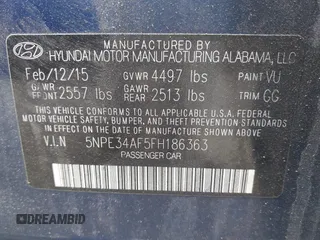 MANUFACTURED BY
HYUNDAI MOTOR MANUFACTURING ALABAMA, LLC
Feb/12/15 GVWR 4497 lbs PAINT VU
GAWR FRONT 2557 lbs GAWR REAR 2513 lbs TRIM GG
THIS VEHICLE CONFORMS TO ALL APPLICABLE U.S.A. FEDERAL
MOTOR VEHICLE SAFETY, BUMPER, AND THEFT PREVENTION
STANDARDS IN EFFECT ON THE DATE OF MANUFACTURE SHOWN ABOVE.
V.I.N 5NPE34AF5FH186363
PASSENGER CAR
DREAMBID